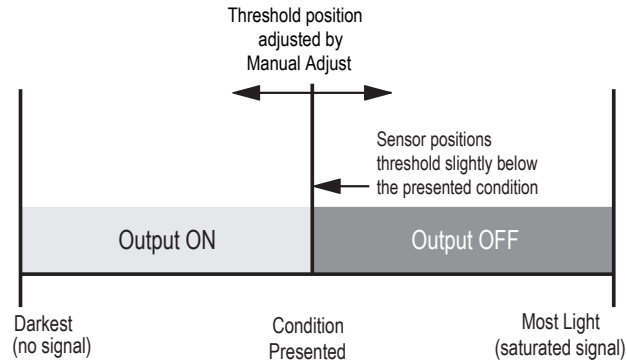 Threshold position
adjusted by
Manual Adjust
Sensor positions
threshold slightly below
the presented condition
Output ON
Output OFF
Darkest
(no signal)
Condition
Presented
Most Light
(saturated signal)